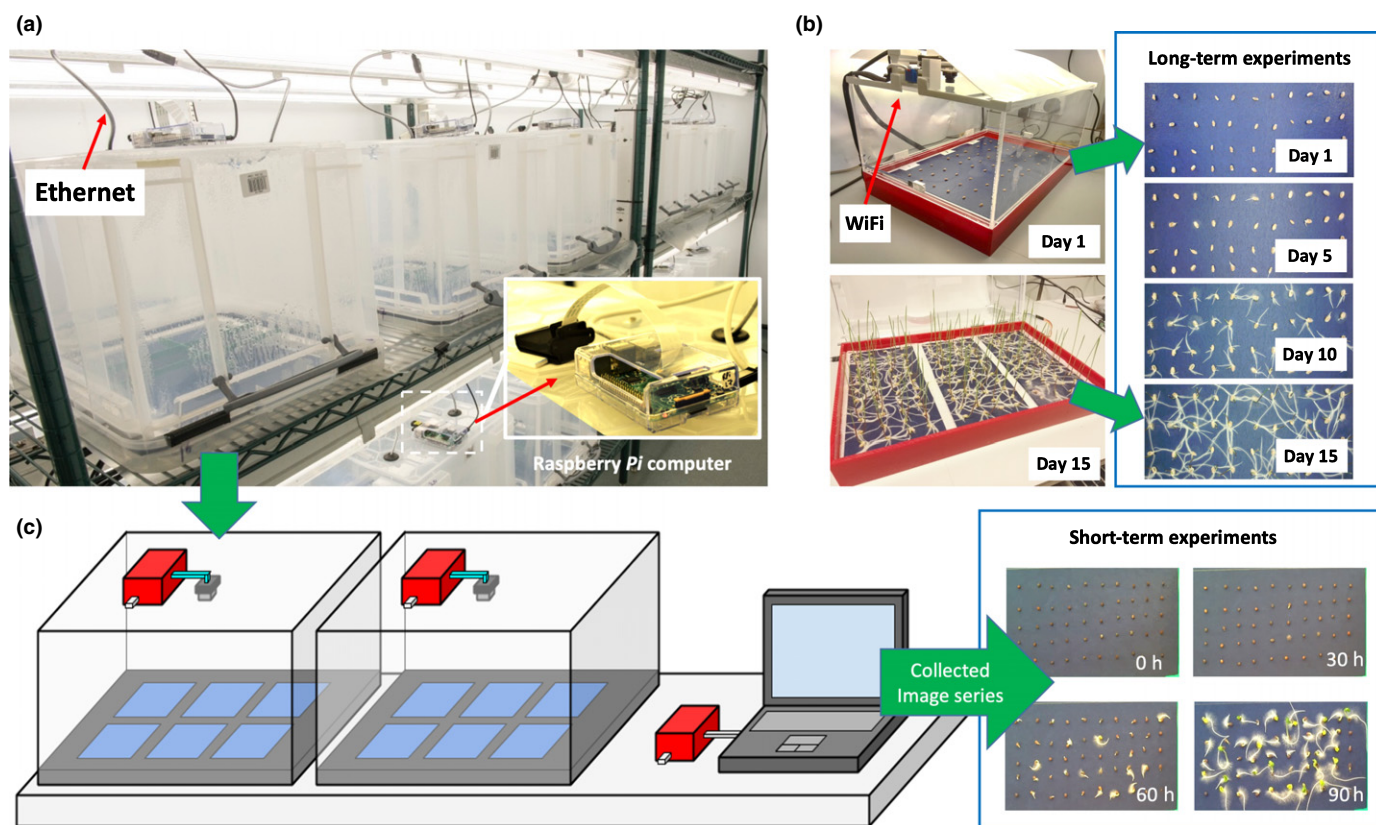 (a)
Ethernet
Raspberry Pi computer
(b)
WiFi
Day 1
Day 15
Long-term experiments
Day 1
Day 5
Day 10
Day 15
(c)
Collected
Image series
Short-term experiments
0 h
30 h
60 h
90 h